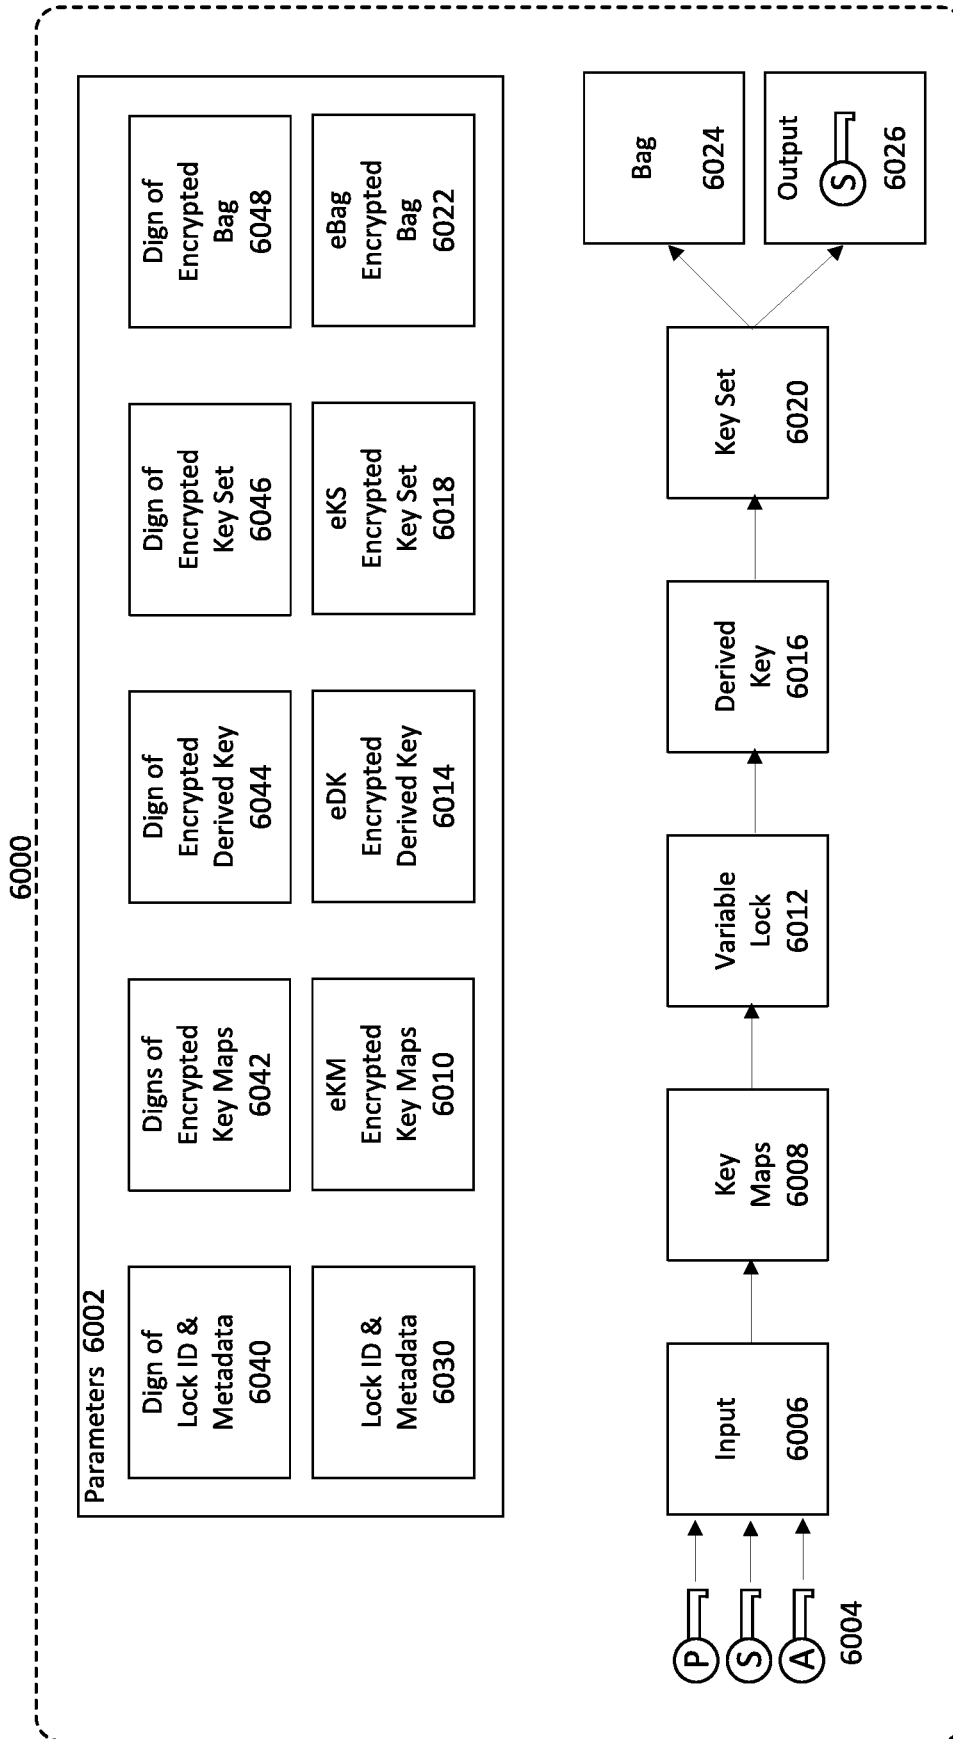 6000
Parameters 6002
Dign of
Lock ID &
Metadata
6040
Digns of
Encrypted
Key Maps
6042
Dign of
Encrypted
Derived Key
6044
Dign of
Encrypted
Key Set
6046
Dign of
Encrypted
Bag
6048
Lock ID &
Metadata
6030
eKM
Encrypted
Key Maps
6010
eDK
Encrypted
Derived Key
6014
eKS
Encrypted
Key Set
6018
eBag
Encrypted
Bag
6022
P
S
A
6004
Input
6006
Key
Maps
6008
Variable
Lock
6012
Derived
Key
6016
Key Set
6020
Bag
6024
Output
S
6026